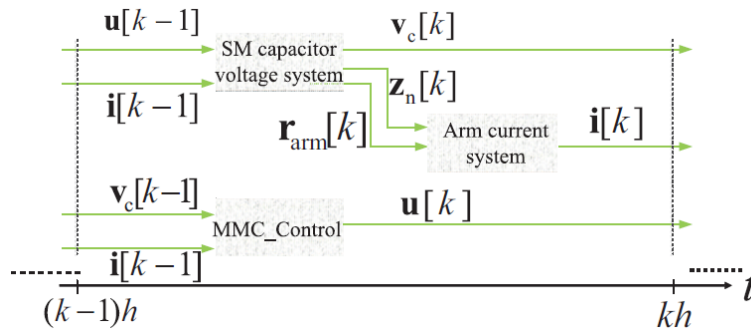 u[k−1]
v_c[k]
SM capacitor
voltage system
i[k−1]
z_n[k]
r_arm[k]
Arm current
system
i[k]
v_c[k−1]
MMC_Control
u[k]
i[k−1]
t
(k−1)h
kh